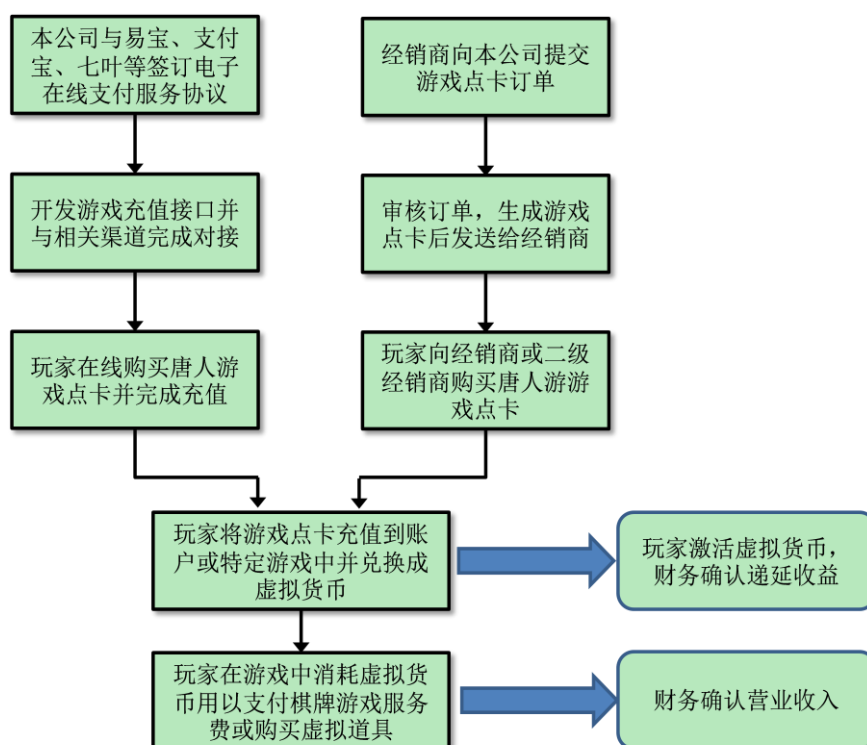 本公司与易宝、支付
宝、七叶等签订电子
在线支付服务协议
经销商向本公司提交
游戏点卡订单
开发游戏充值接口并
与相关渠道完成对接
审核订单，生成游戏
点卡后发送给经销商
玩家在线购买唐人游
戏点卡并完成充值
玩家向经销商或二级
经销商购买唐人游游
戏点卡
玩家将游戏点卡充值到账
户或特定游戏中并兑换成
虚拟货币
玩家激活虚拟货币，
财务确认递延收益
玩家在游戏中消耗虚拟货
币用以支付棋牌游戏服务
费或购买虚拟道具
财务确认营业收入